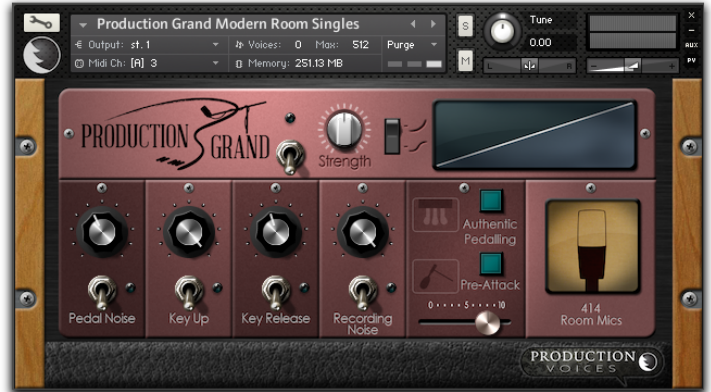 Production Grand Modern Room Singles
Output: st. 1
Voices: 0 Max: 512
Purge
Midi Ch: [A] 3
Memory: 251.13 MB
S
M
Tune
0.00
L R
- +
×
-
AUX
PV
PRODUCTION GRAND
Strength
Pedal Noise
Key Up
Key Release
Recording
Noise
Authentic
Pedalling
Pre-Attack
0 5 10
414
Room Mics
PRODUCTION
VOICES